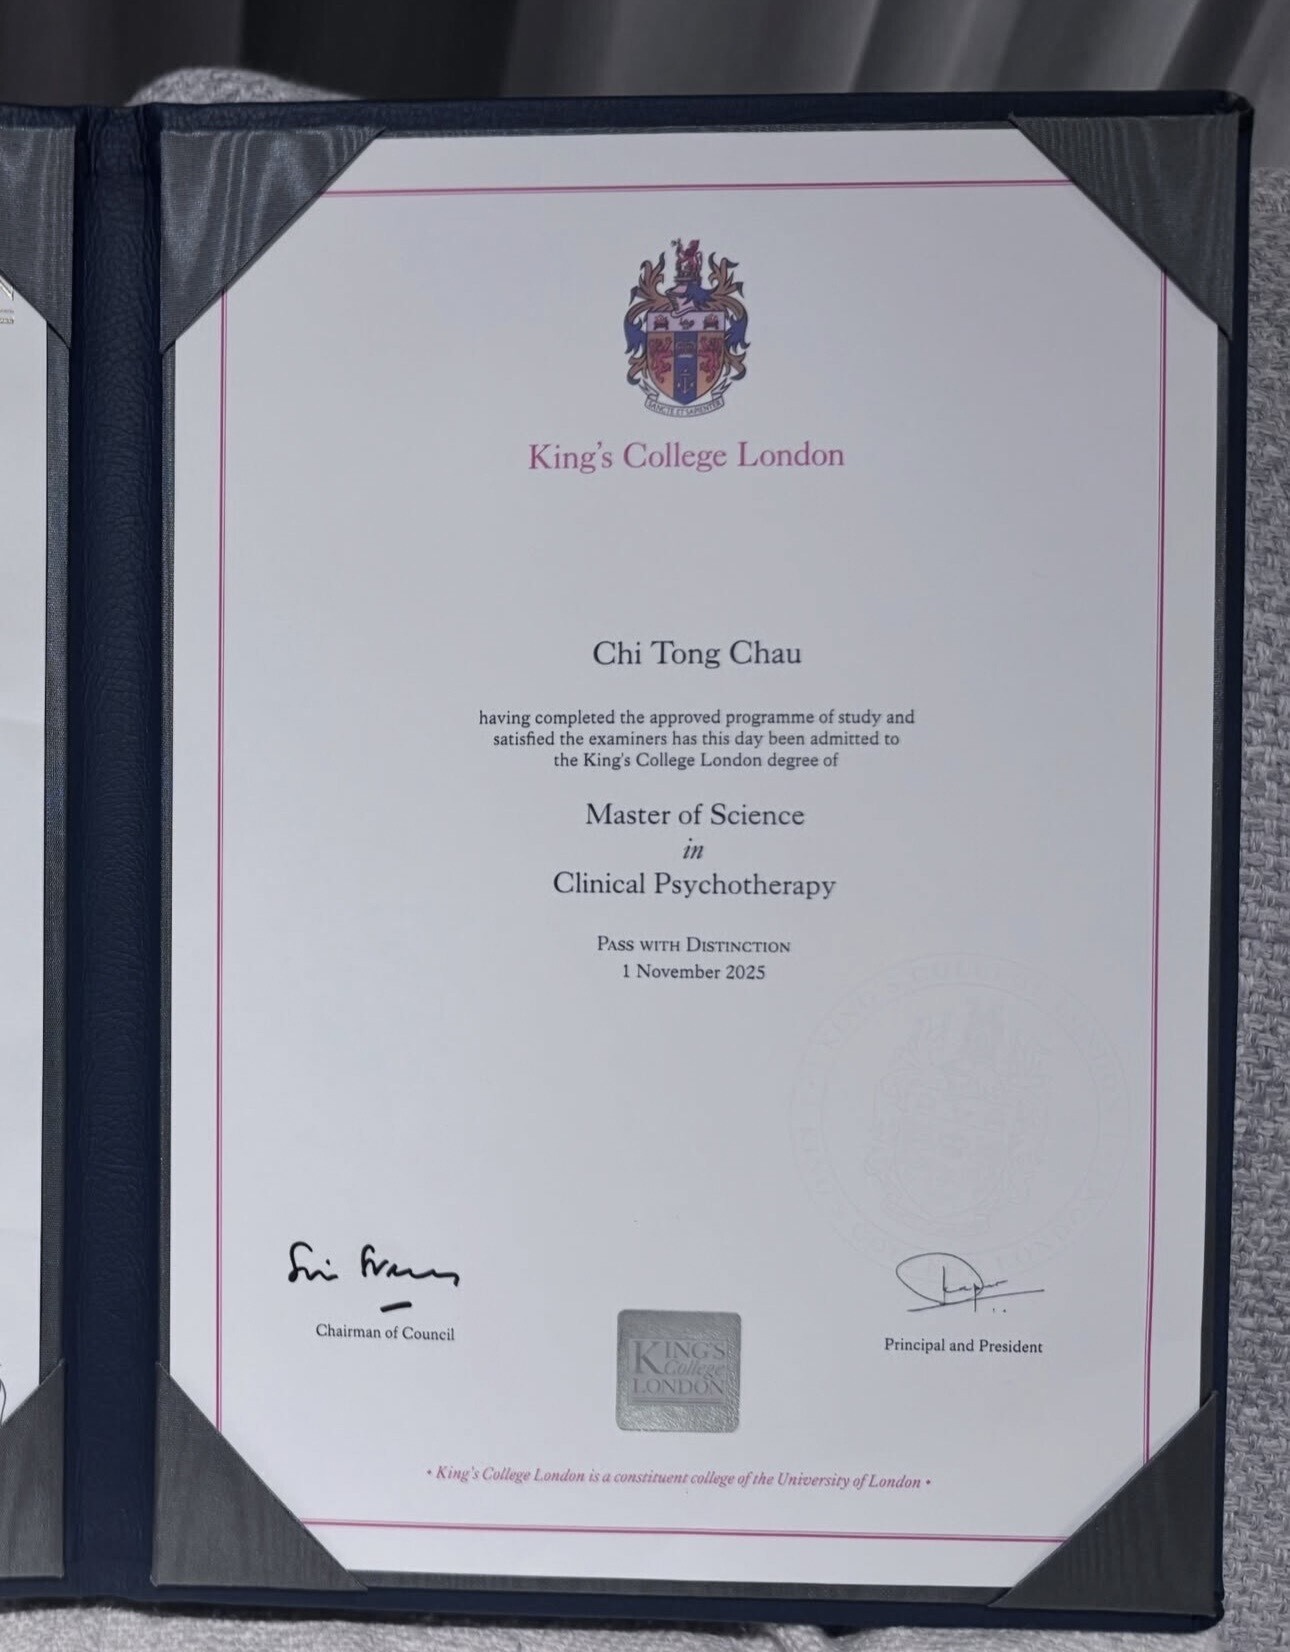 SANCTE ET SAPIENTER
King's College London
Chi Tong Chau
having completed the approved programme of study and
satisfied the examiners has this day been admitted to
the King's College London degree of
Master of Science
in
Clinical Psychotherapy
PASS WITH DISTINCTION
1 November 2025
Chairman of Council
Principal and President
KING'S
College
LONDON
• King's College London is a constituent college of the University of London •